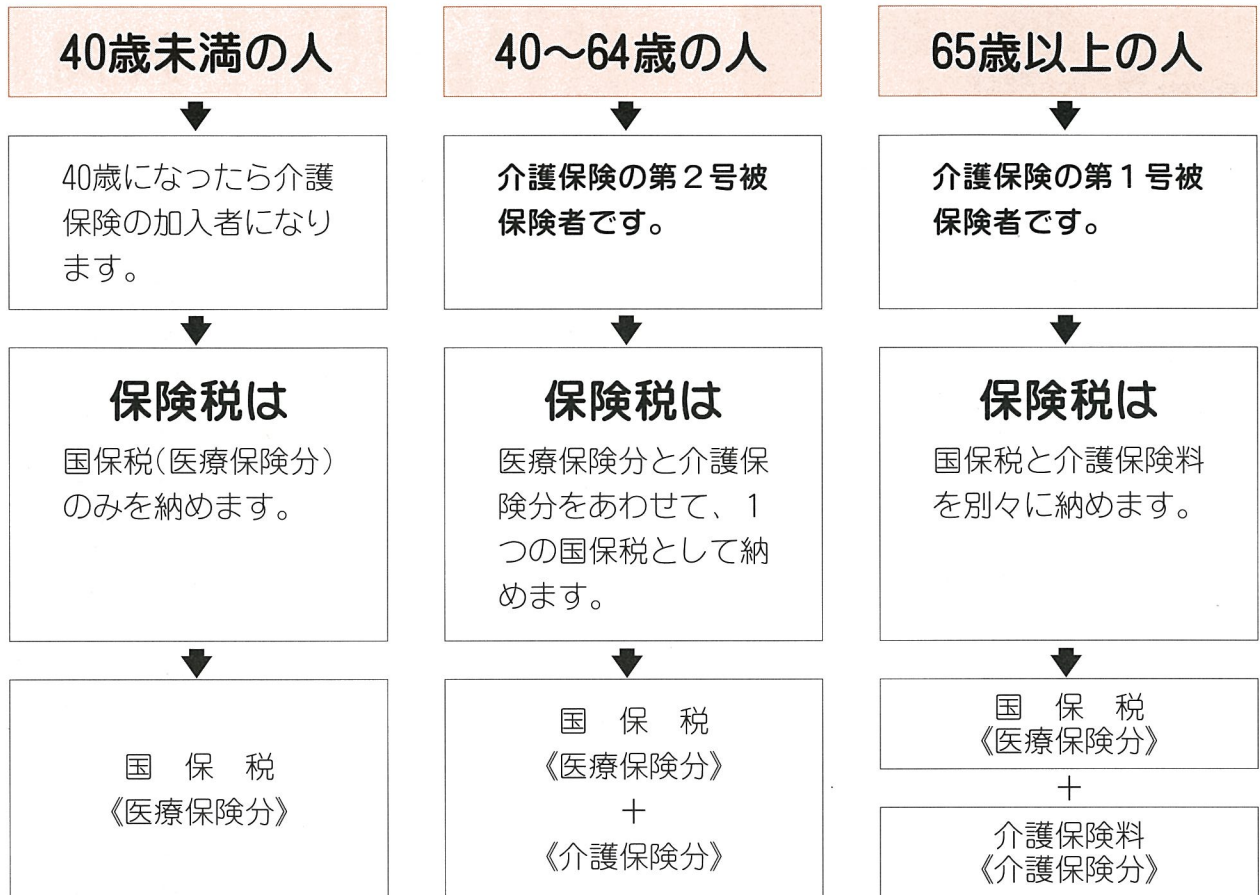 40歳未満の人
40歳になったら介護
保険の加入者になり
ます。
保険税は
国保税(医療保険分)
のみを納めます。
国 保 税
《医療保険分》
40〜64歳の人
介護保険の第2号被
保険者です。
保険税は
医療保険分と介護保
険分をあわせて、1
つの国保税として納
めます。
国 保 税
《医療保険分》
+
《介護保険分》
65歳以上の人
介護保険の第1号被
保険者です。
保険税は
国保税と介護保険料
を別々に納めます。
国 保 税
《医療保険分》
+
介護保険料
《介護保険分》